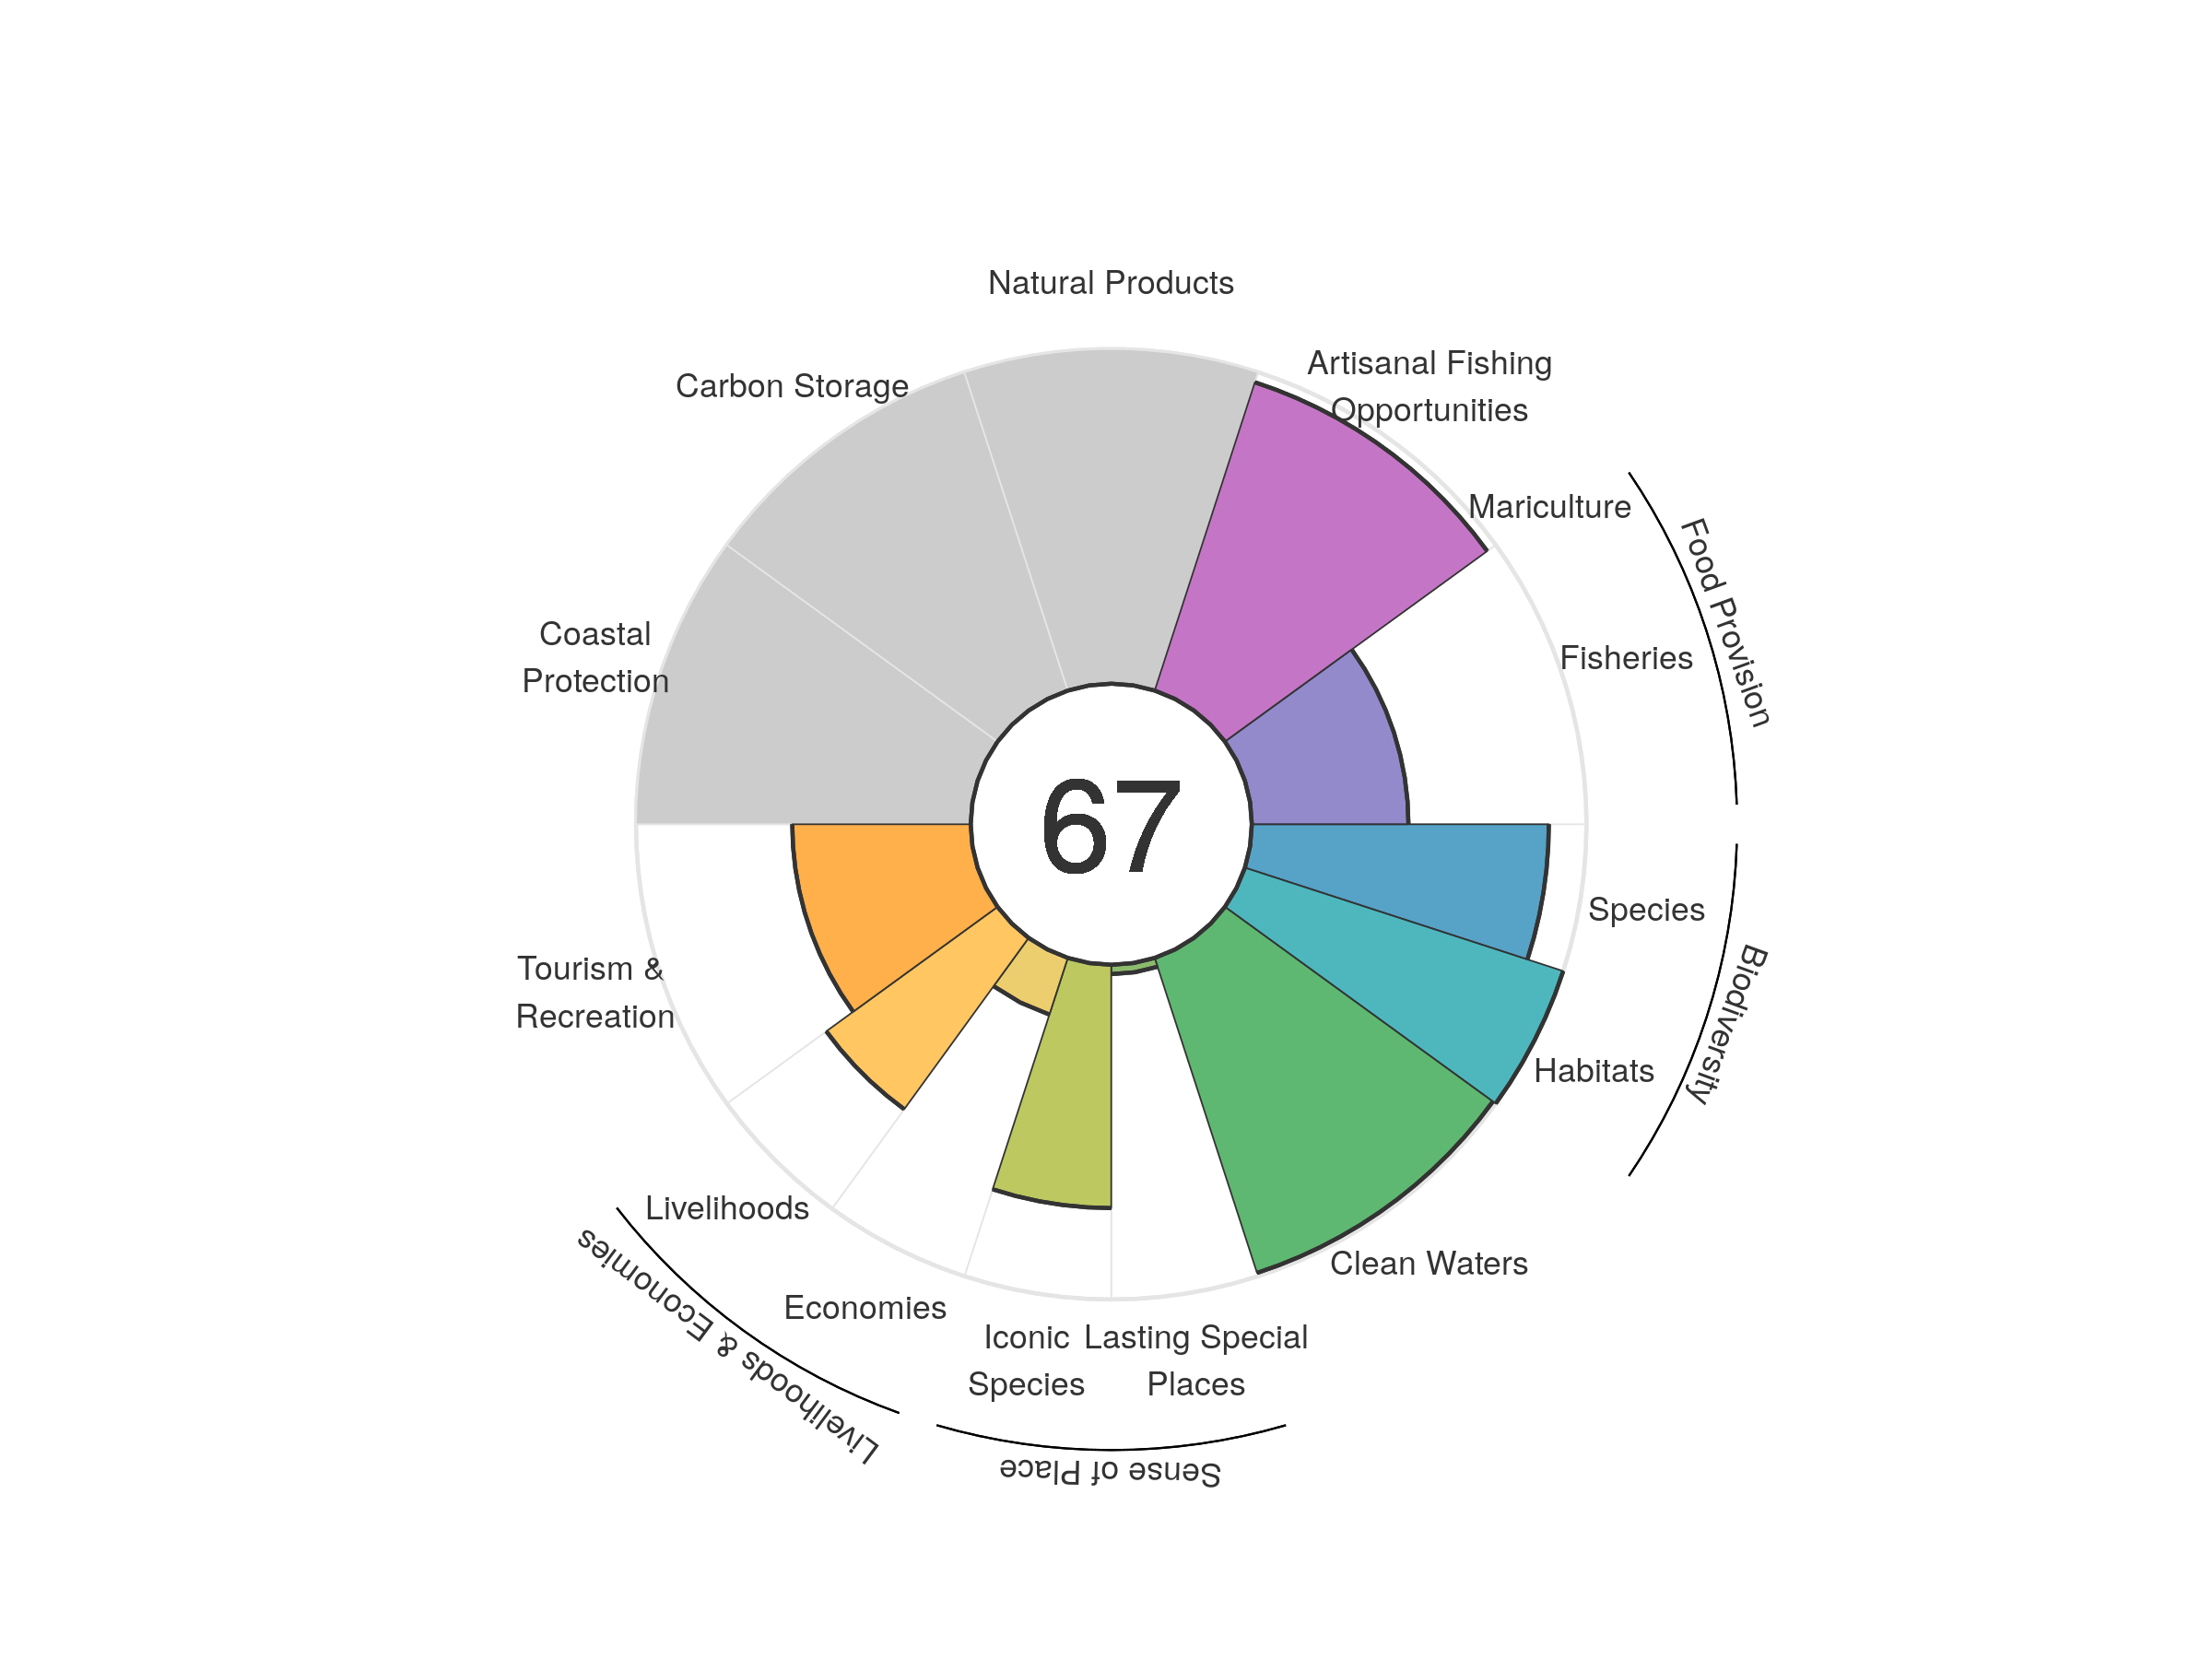 Natural Products
Artisanal Fishing
Opportunities
Carbon Storage
Mariculture
Food Provision
Coastal
Protection
Fisheries
67
Species
Biodiversity
Tourism &
Recreation
Habitats
Livelihoods
Clean Waters
Livelihoods & Economies
Economies
Iconic
Species
Lasting Special
Places
Sense of Place